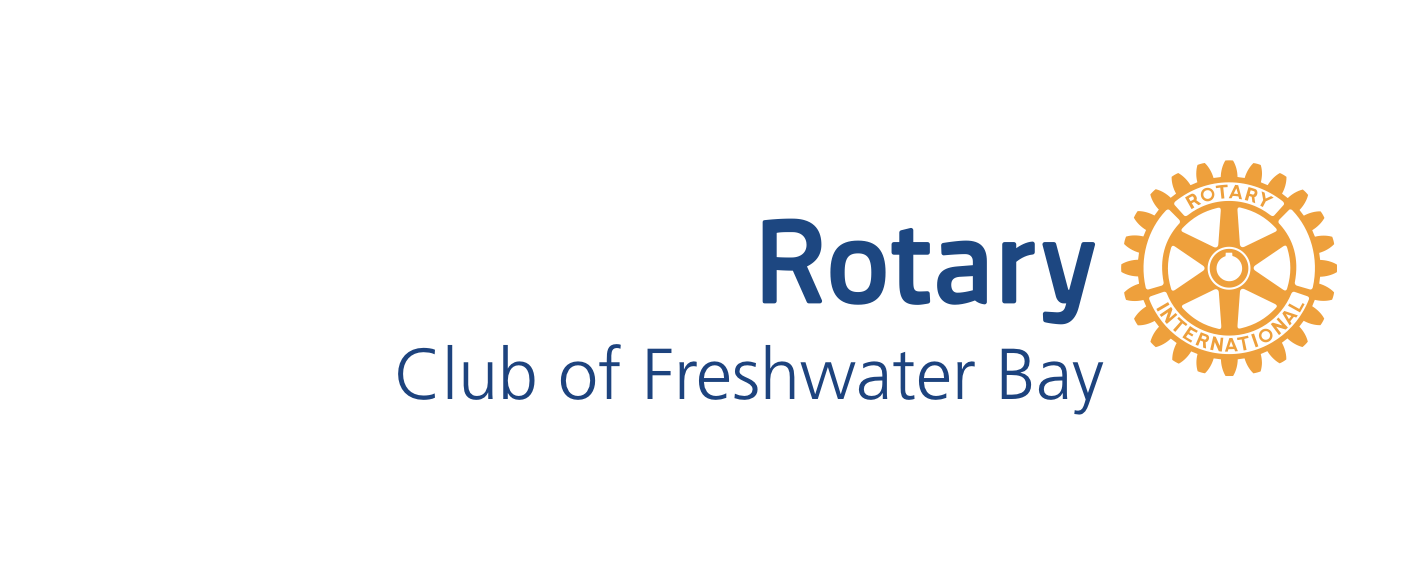 Rotary
Club of Freshwater Bay
ROTARY
INTERNATIONAL